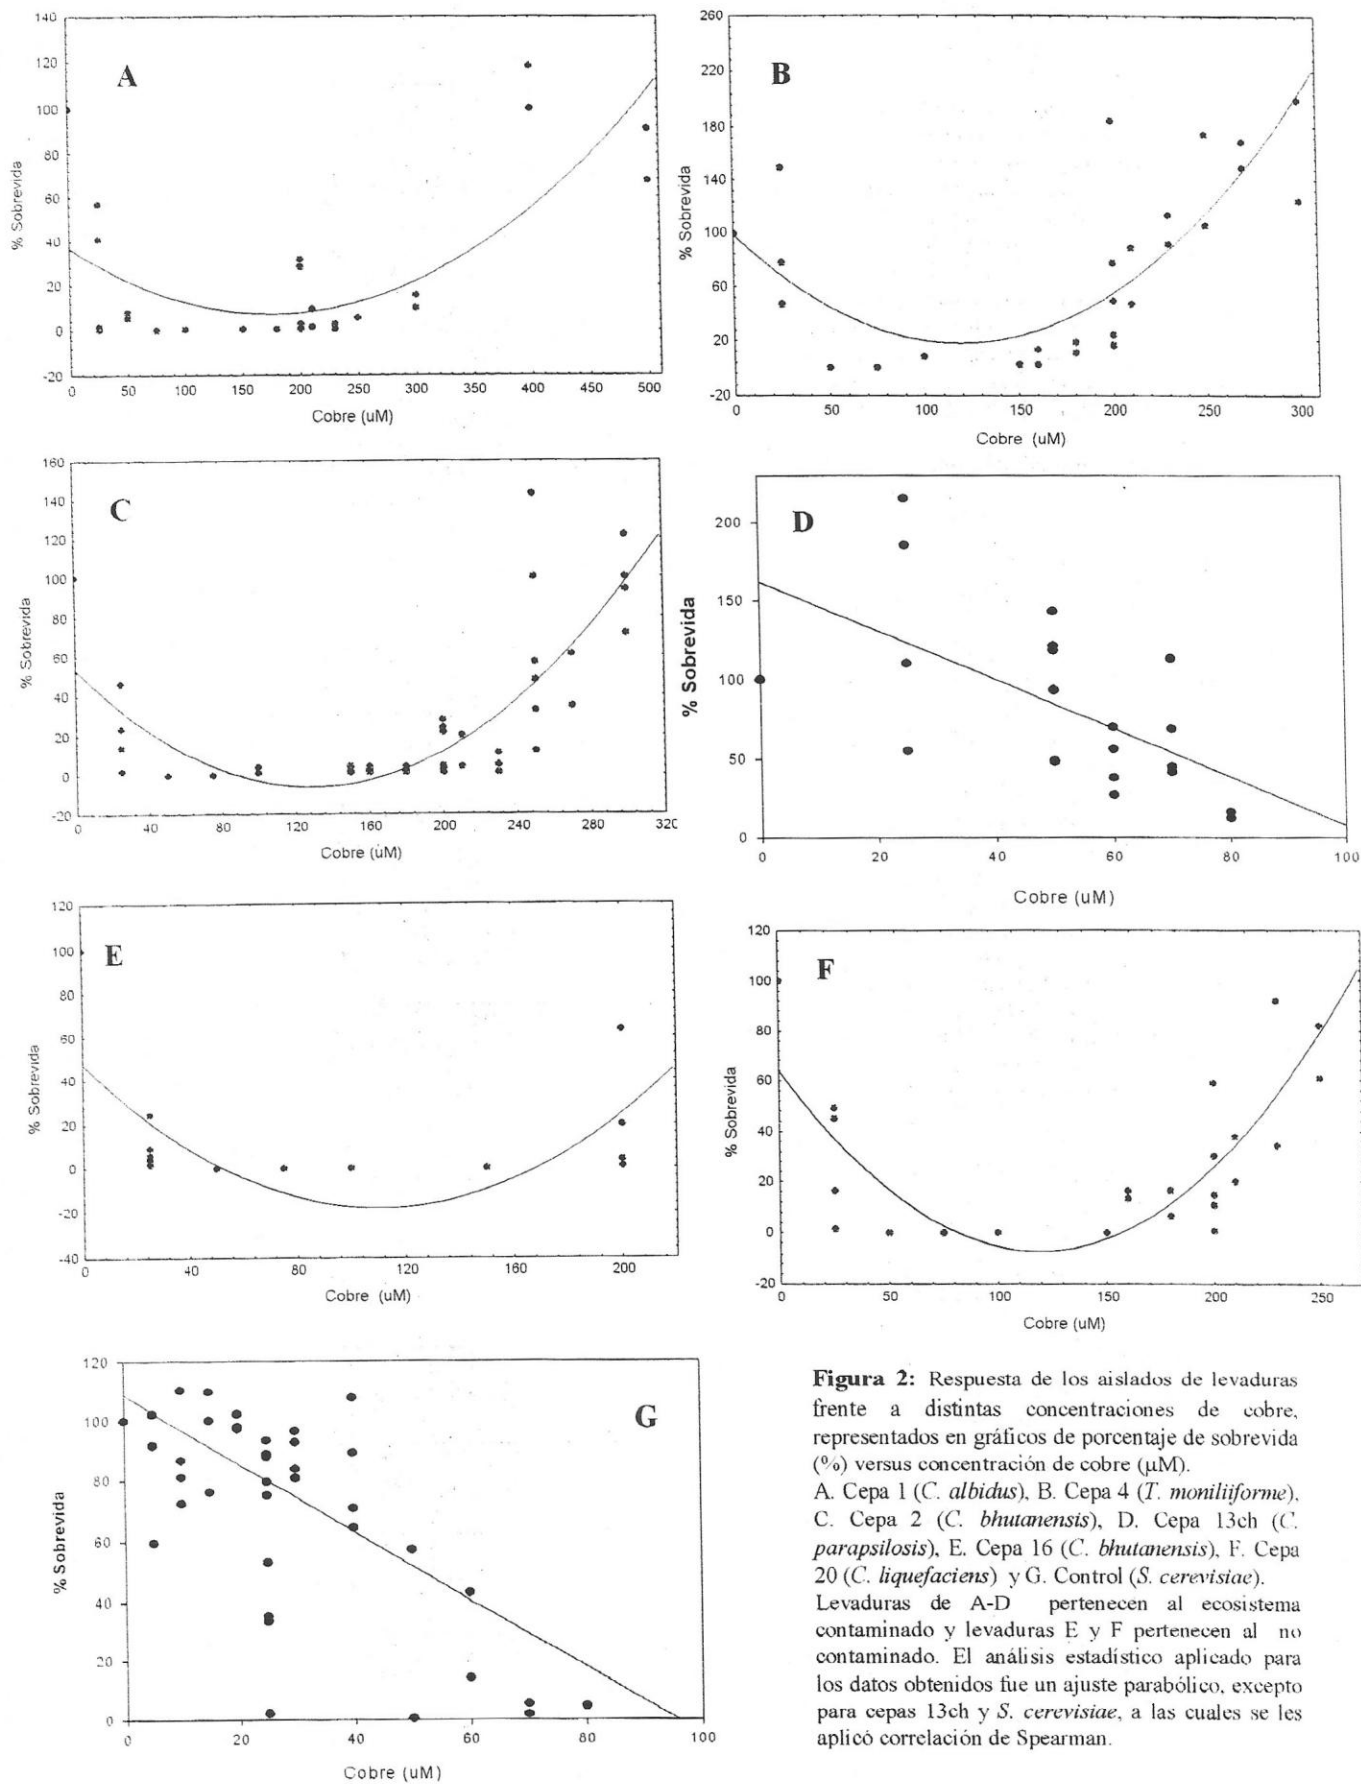 140
120
100
80
60
40
20
0
-20
% Sobrevida
A
0 50 100 150 200 250 300 350 400 450 500
Cobre (uM)
260
220
180
140
100
60
20
-20
% Sobrevida
B
0 50 100 150 200 250 300
Cobre (uM)
160
140
120
100
80
60
40
20
0
-20
% Sobrevida
C
0 40 80 120 160 200 240 280 320
Cobre (uM)
200
150
100
50
0
% Sobrevida
D
0 20 40 60 80 100
Cobre (uM)
120
100
80
60
40
20
0
-20
-40
% Sobrevida
E
0 40 80 120 160 200
Cobre (uM)
120
100
80
60
40
20
0
-20
% Sobrevida
F
0 50 100 150 200 250
Cobre (uM)
120
100
80
60
40
20
0
% Sobrevida
G
0 20 40 60 80 100
Cobre (uM)
Figura 2: Respuesta de los aislados de levaduras
frente a distintas concentraciones de cobre,
representados en gráficos de porcentaje de sobrevida
(%) versus concentración de cobre (µM).
A. Cepa 1 (C. albidus), B. Cepa 4 (T. moniliiforme),
C. Cepa 2 (C. bhutanensis), D. Cepa 13ch (C.
parapsilosis), E. Cepa 16 (C. bhutanensis), F. Cepa
20 (C. liquefaciens) y G. Control (S. cerevisiae).
Levaduras de A-D pertenecen al ecosistema
contaminado y levaduras E y F pertenecen al no
contaminado. El análisis estadístico aplicado para
los datos obtenidos fue un ajuste parabólico, excepto
para cepas 13ch y S. cerevisiae, a las cuales se les
aplicó correlación de Spearman.